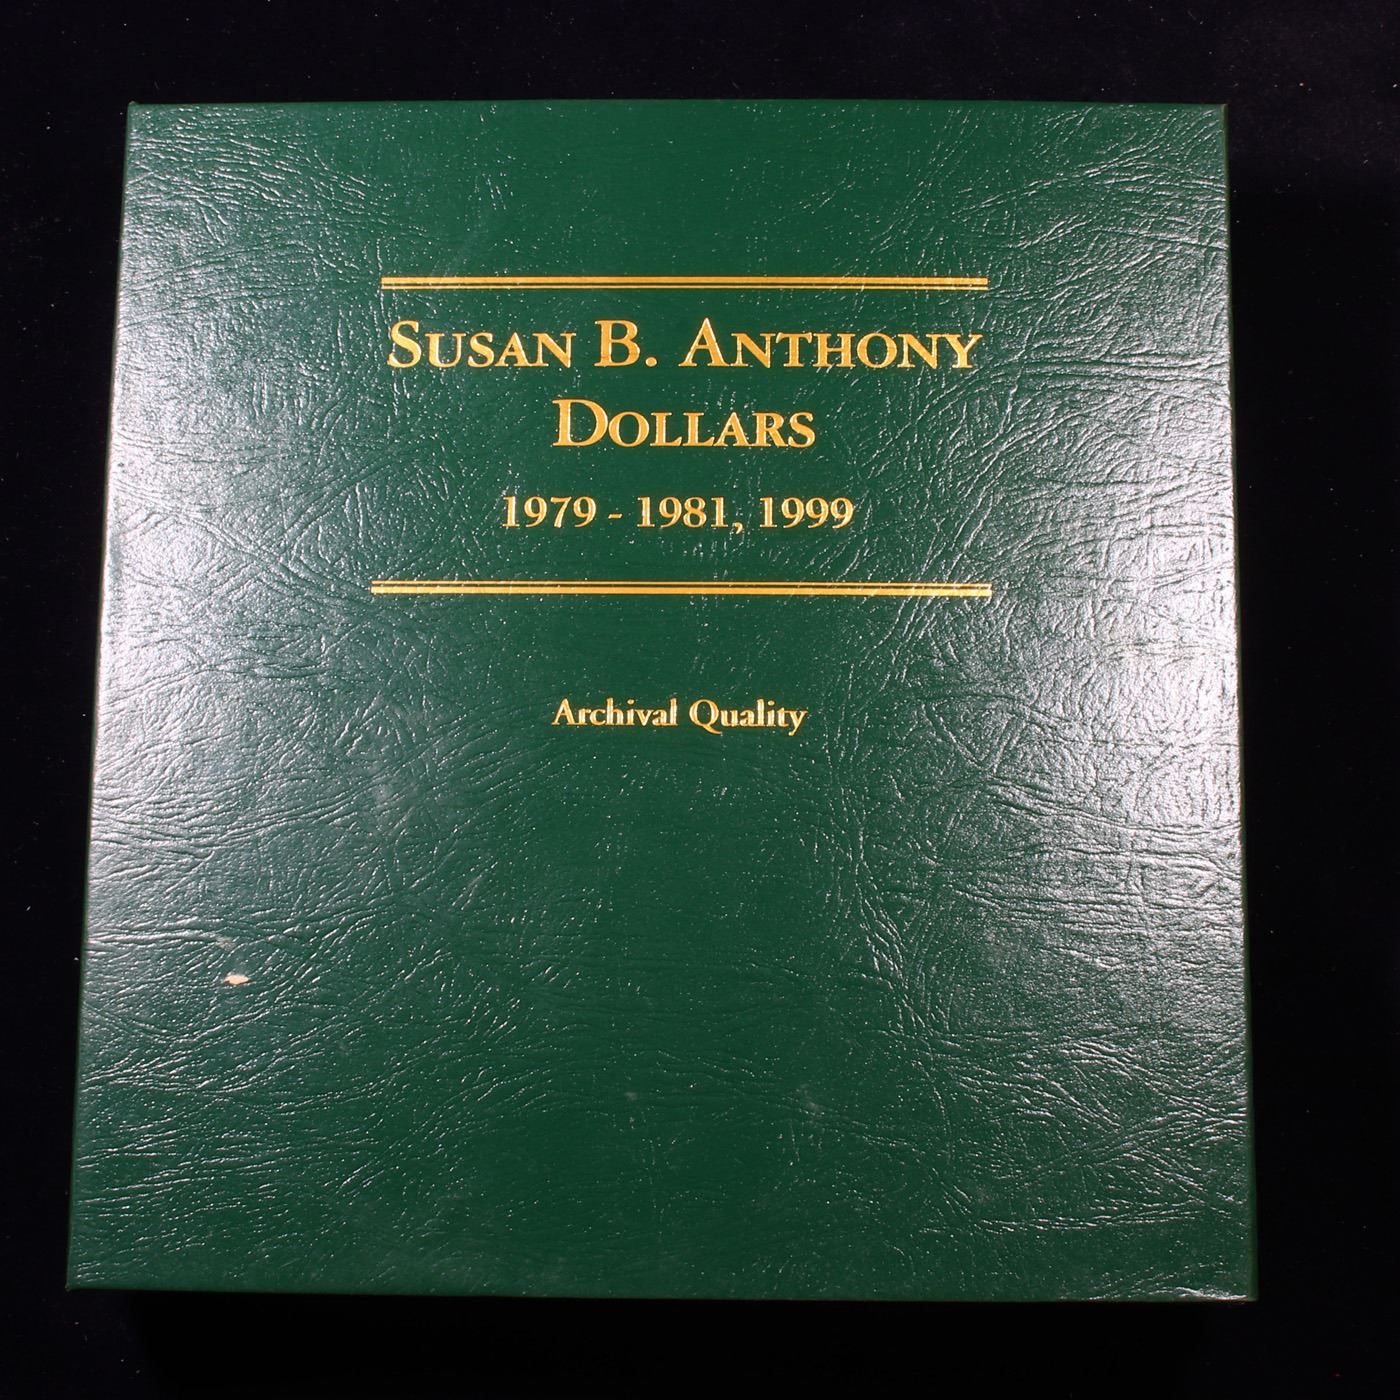 SUSAN B. ANTHONY
DOLLARS
1979 - 1981, 1999
Archival Quality